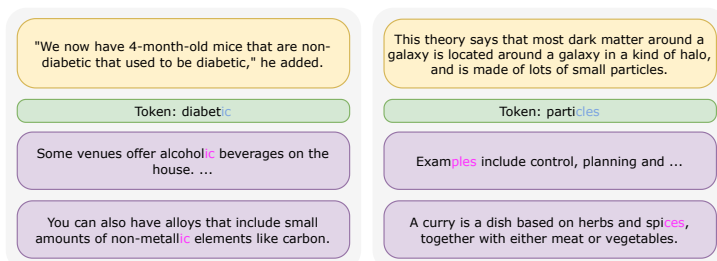 "We now have 4-month-old mice that are non-
diabetic that used to be diabetic," he added.
Token: diabetic
Some venues offer alcoholic beverages on the
house. ...
You can also have alloys that include small
amounts of non-metallic elements like carbon.
This theory says that most dark matter around a
galaxy is located around a galaxy in a kind of halo,
and is made of lots of small particles.
Token: particles
Examples include control, planning and ...
A curry is a dish based on herbs and spices,
together with either meat or vegetables.